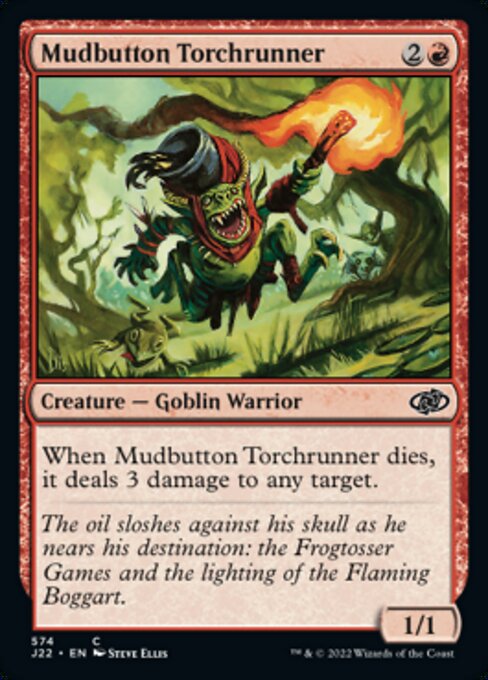 Mudbutton Torchrunner 2
Creature — Goblin Warrior
When Mudbutton Torchrunner dies,
it deals 3 damage to any target.
The oil sloshes against his skull as he
nears his destination: the Frogtosser
Games and the lighting of the Flaming
Boggart.
1/1
574 C
J22 • EN Steve Ellis
™ & © 2022 Wizards of the Coast